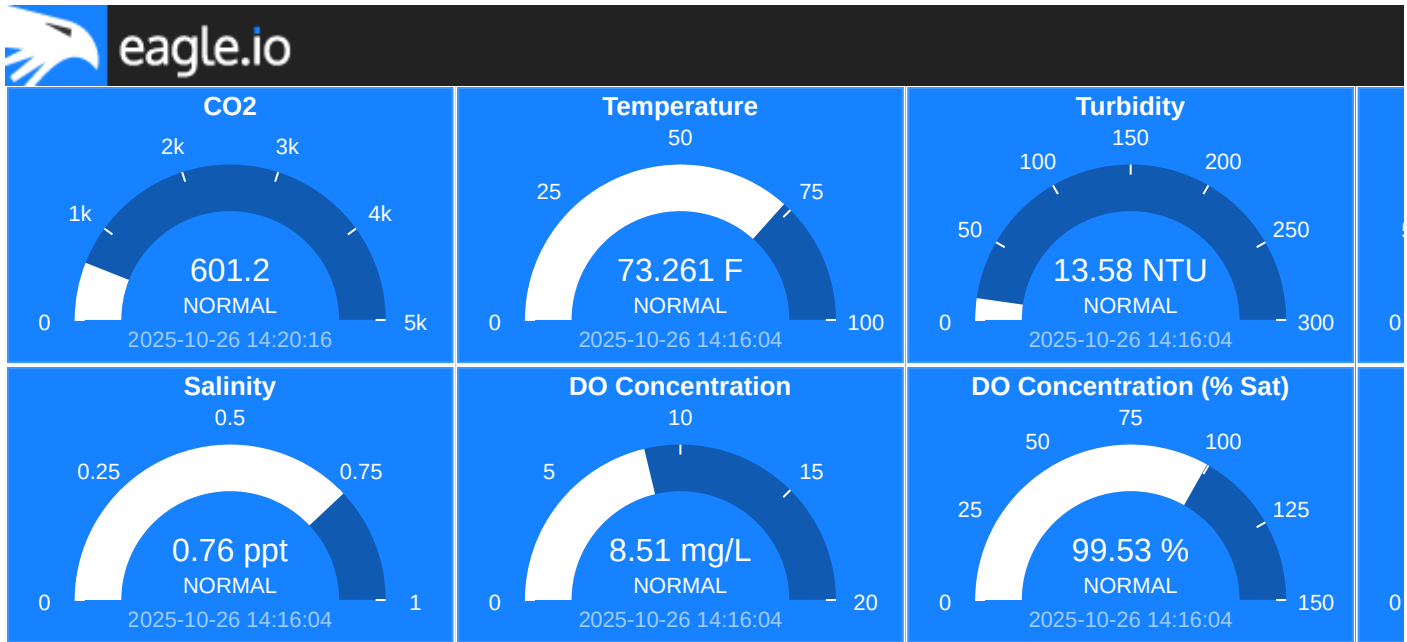 eagle.io
CO2
0
1k
2k
3k
4k
5k
601.2
NORMAL
2025-10-26 14:20:16
Temperature
0
25
50
75
100
73.261 F
NORMAL
2025-10-26 14:16:04
Turbidity
0
50
100
150
200
250
300
13.58 NTU
NORMAL
2025-10-26 14:16:04
0
Salinity
0
0.25
0.5
0.75
1
0.76 ppt
NORMAL
2025-10-26 14:16:04
DO Concentration
0
5
10
15
20
8.51 mg/L
NORMAL
2025-10-26 14:16:04
DO Concentration (% Sat)
0
25
50
75
100
125
150
99.53 %
NORMAL
2025-10-26 14:16:04
0